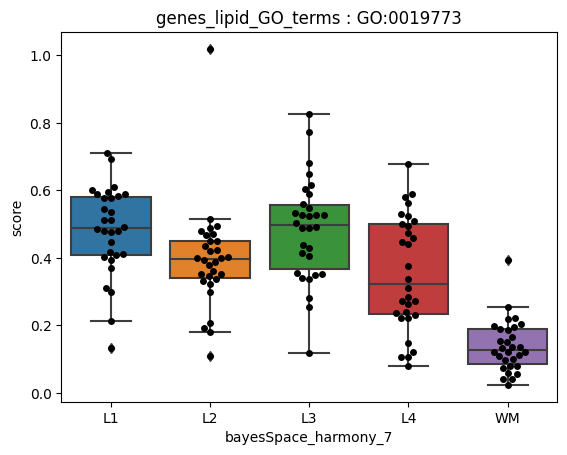 genes_lipid_GO_terms : GO:0019773
1.0
0.8
0.6
0.4
0.2
0.0
score
L1 L2 L3 L4 WM
bayesSpace_harmony_7